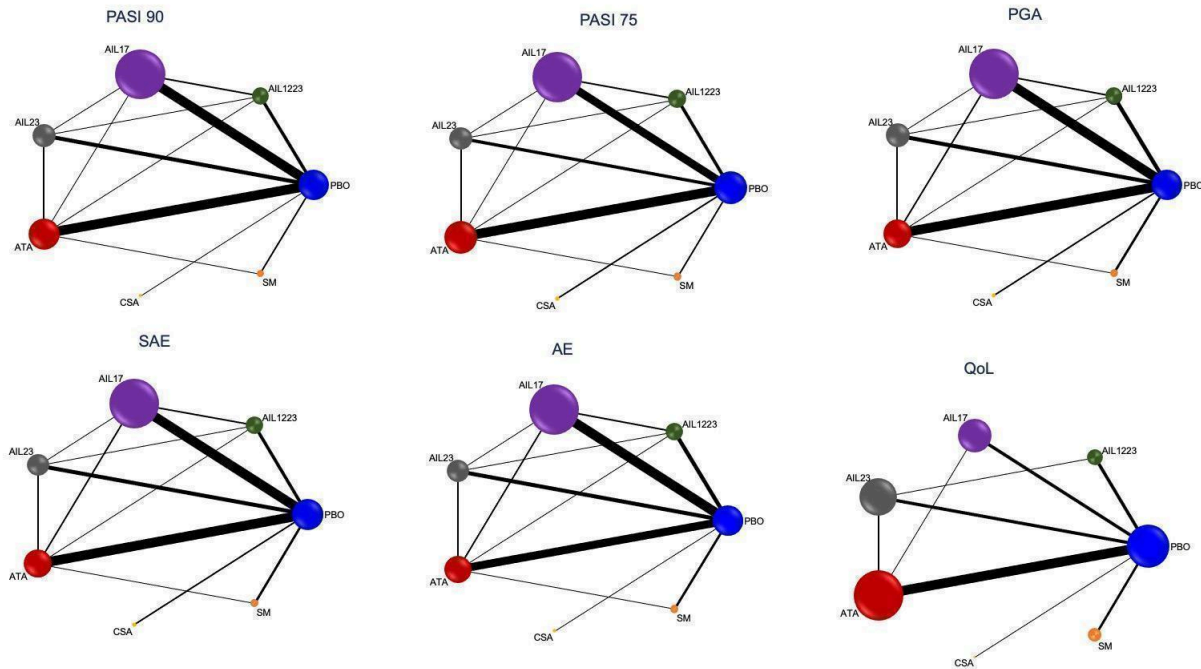 PASI 90
AIL17
AIL1223
AIL23
PBO
ATA
SM
CSA
PASI 75
AIL17
AIL1223
AIL23
PBO
ATA
SM
CSA
PGA
AIL17
AIL1223
AIL23
PBO
ATA
SM
CSA
SAE
AIL17
AIL1223
AIL23
PBO
ATA
SM
CSA
AE
AIL17
AIL1223
AIL23
PBO
ATA
SM
CSA
QoL
AIL17
AIL1223
AIL23
PBO
ATA
SM
CSA